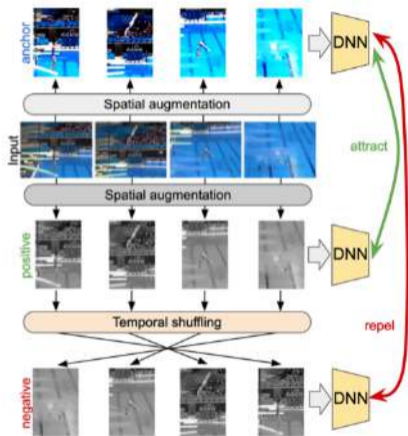 anchor
DNN
Spatial augmentation
Input
attract
Spatial augmentation
positive
DNN
Temporal shuffling
repel
negative
DNN